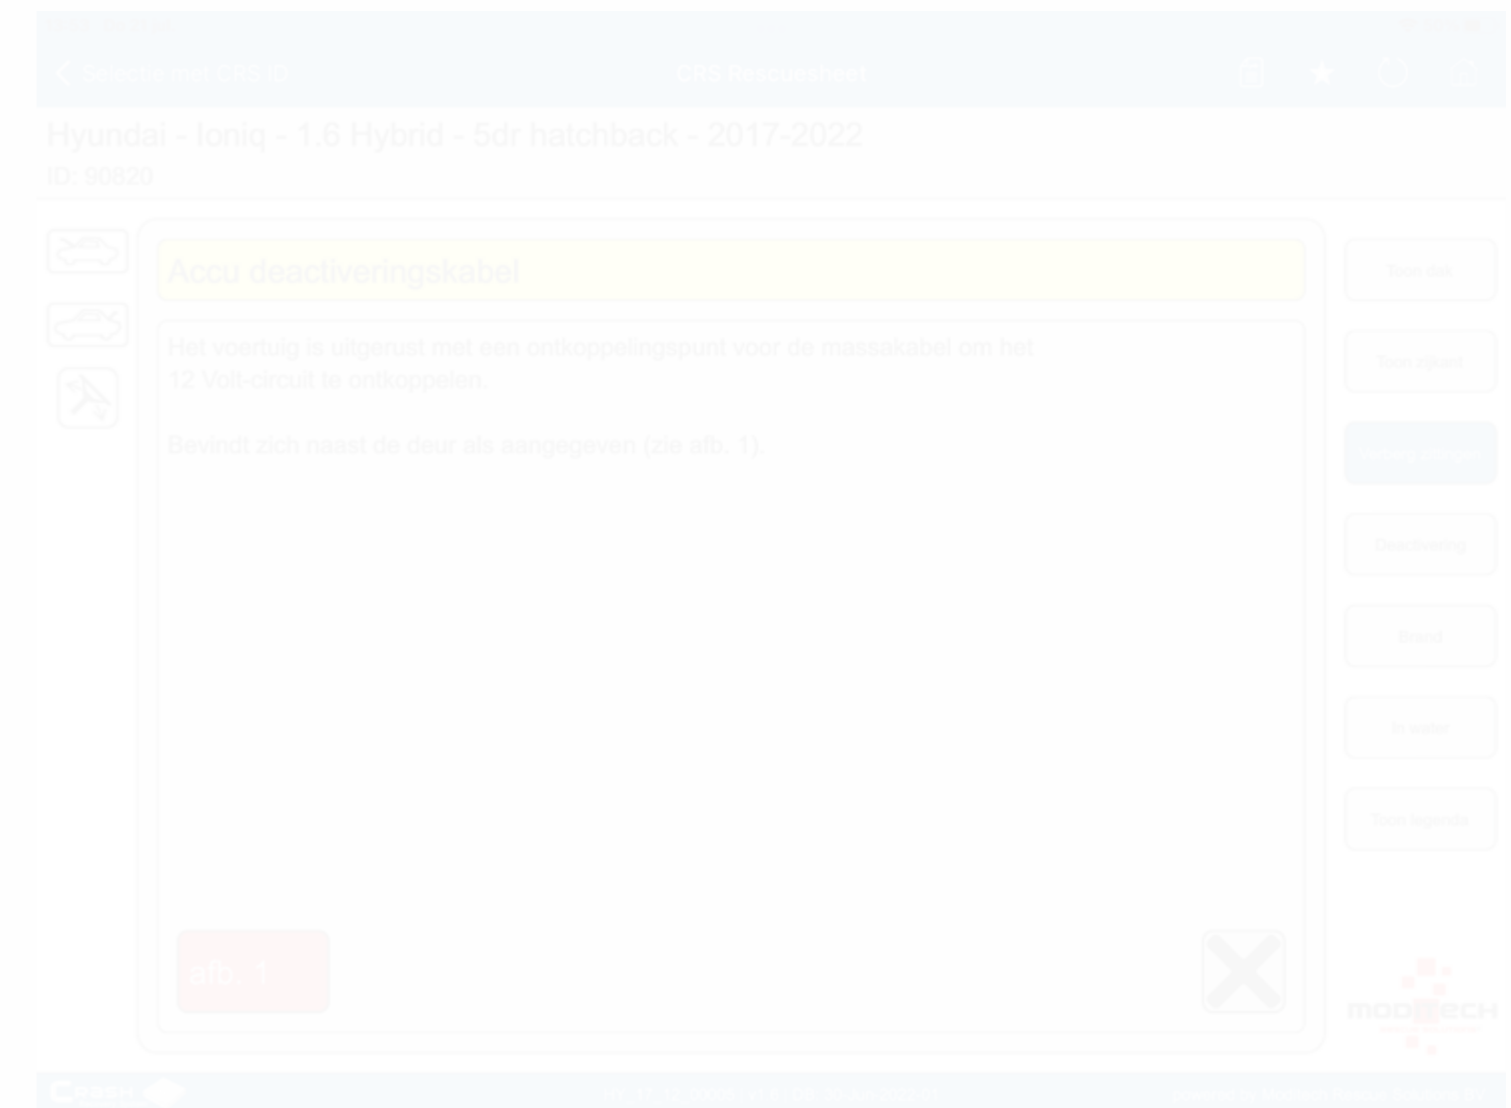 Selectie met CRS ID
CRS Rescuesheet
Hyundai - Ioniq - 1.6 Hybrid - 5dr hatchback - 2017-2022
ID: 90820
Accu deactiveringskabel
Toon dak
Het voertuig is uitgerust met een ontkoppelingspunt voor de massakabel om het
12 Volt-circuit te ontkoppelen.
Toon zijkant
Bevindt zich naast de deur als aangegeven (zie afb. 1).
Verberg zittingen
Deactivering
Brand
In water
Toon legenda
afb. 1
MODITECH
CRASH
powered by Moditech Rescue Solutions BV